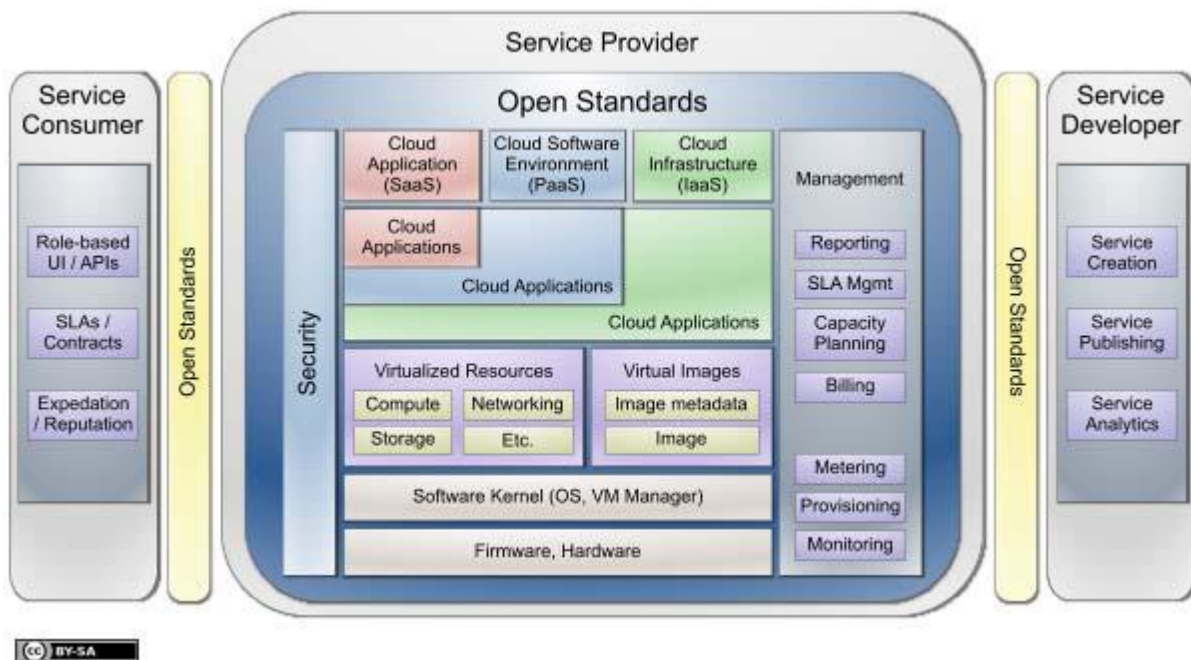 Service Provider
Service
Consumer
Role-based
UI / APIs
SLAs /
Contracts
Expedation
/ Reputation
Open Standards
Open Standards
Security
Cloud
Application
(SaaS)
Cloud Software
Environment
(PaaS)
Cloud
Infrastructure
(IaaS)
Cloud
Applications
Cloud Applications
Cloud Applications
Virtualized Resources
Compute
Networking
Storage
Etc.
Virtual Images
Image metadata
Image
Software Kernel (OS, VM Manager)
Firmware, Hardware
Management
Reporting
SLA Mgmt
Capacity
Planning
Billing
Metering
Provisioning
Monitoring
Open Standards
Service
Developer
Service
Creation
Service
Publishing
Service
Analytics
cc BY-SA